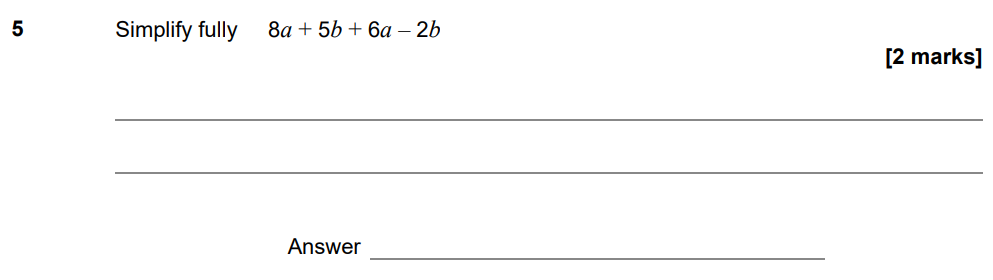 5 Simplify fully 8a + 5b + 6a – 2b
[2 marks]
Answer